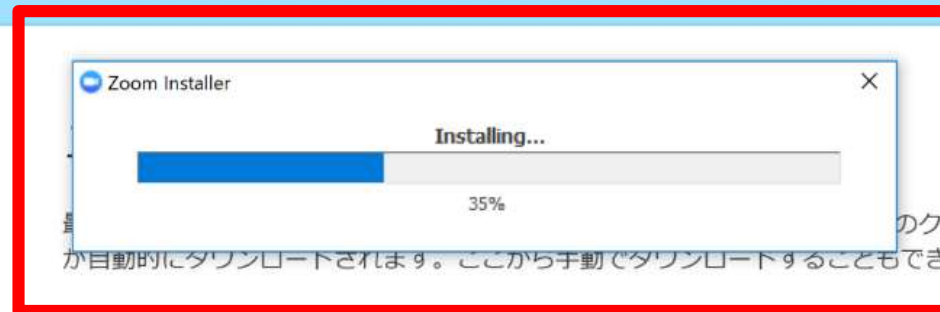 Zoom Installer
Installing...
35%
のク
が自動的にダウンロードされます。ここから手動でダウンロードすることもでき